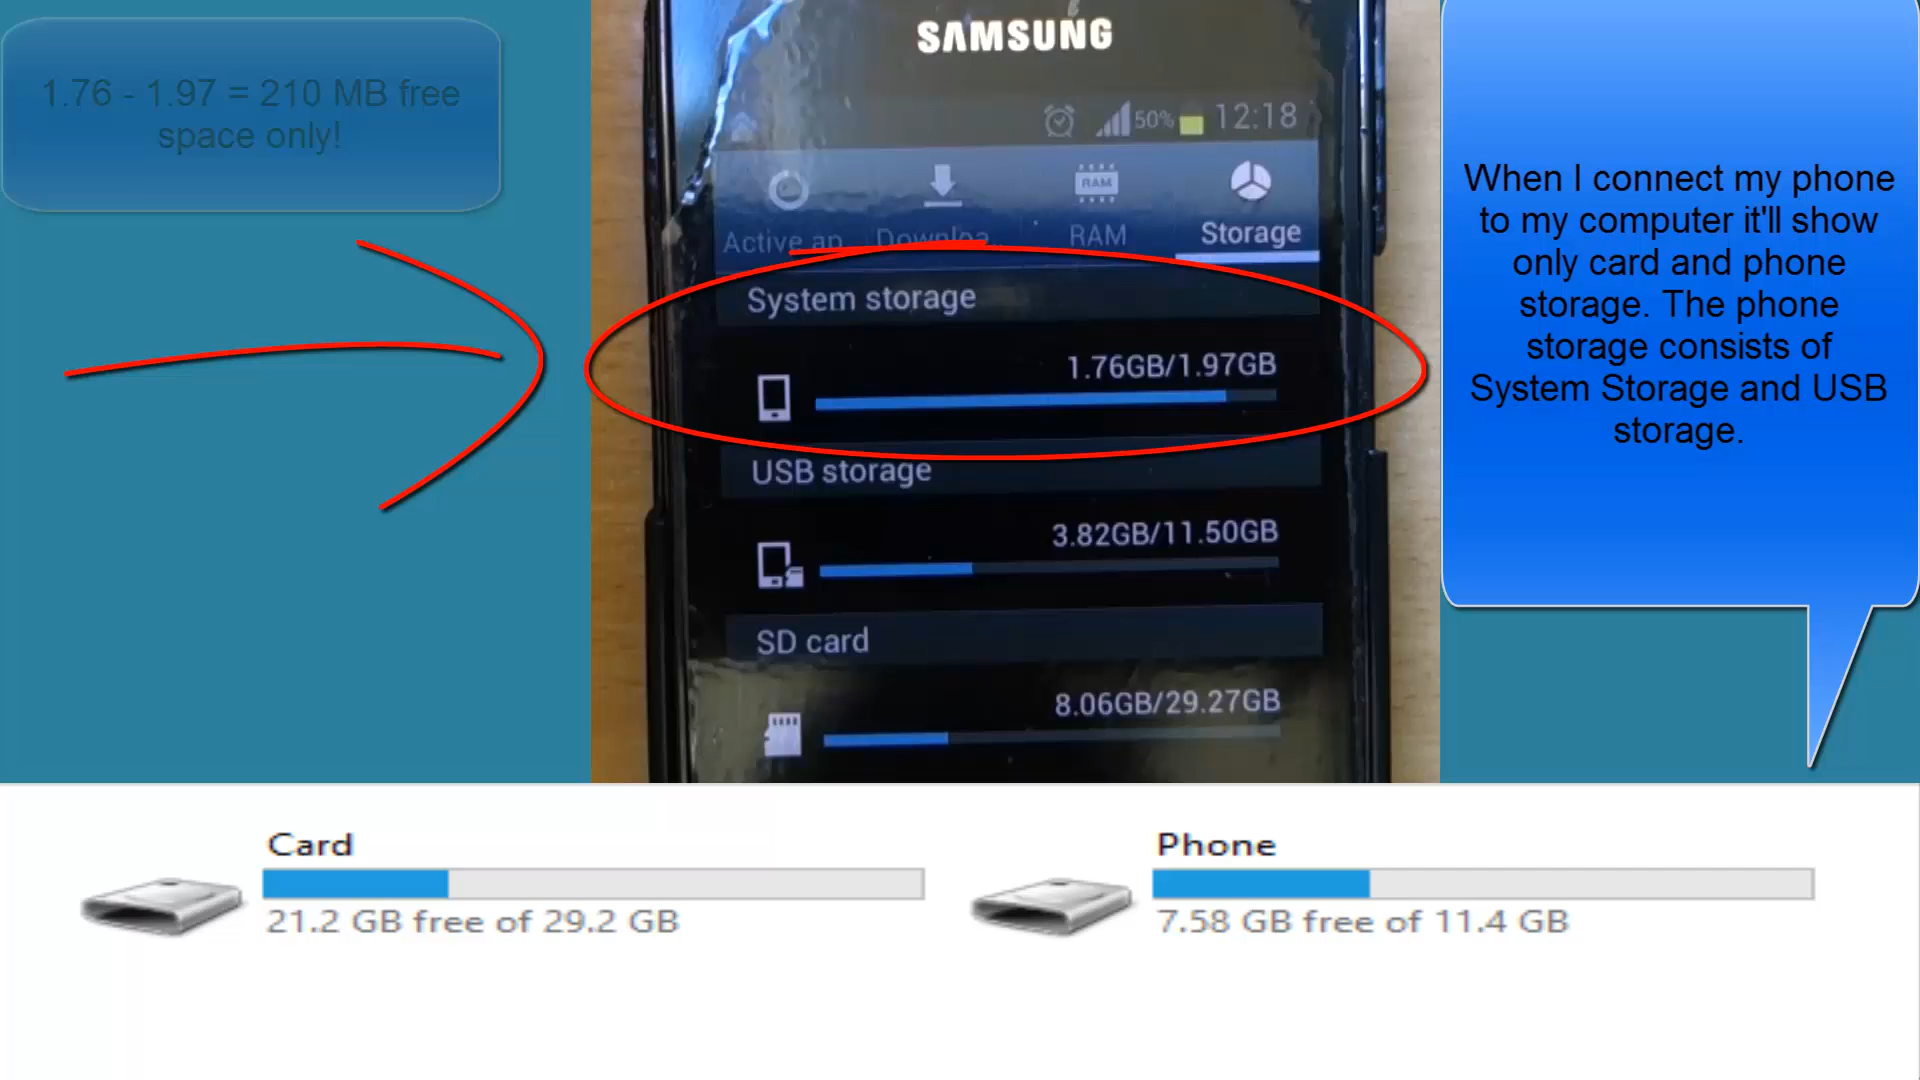 1.76 - 1.97 = 210 MB free
space only!
SAMSUNG
50% 12:18
RAM
Active ap Downloa.. RAM Storage
System storage
1.76GB/1.97GB
USB storage
3.82GB/11.50GB
SD card
8.06GB/29.27GB
When I connect my phone
to my computer it'll show
only card and phone
storage. The phone
storage consists of
System Storage and USB
storage.
Card
21.2 GB free of 29.2 GB
Phone
7.58 GB free of 11.4 GB